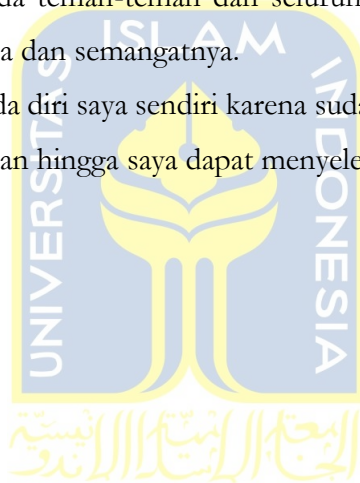 da teman-teman dan seluruh
a dan semangatnya.
da diri saya sendiri karena suda
an hingga saya dapat menyele
UNIVERSITAS
ISLAM
INDONESIA